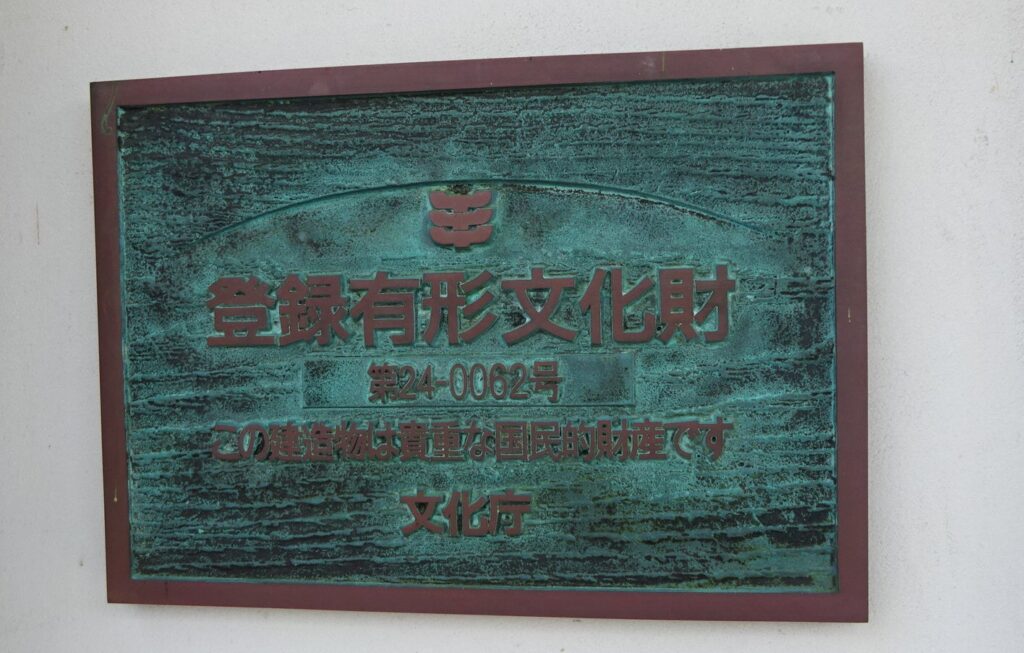 登録有形文化財
第24-0062号
この建造物は貴重な国民的財産です
文化庁